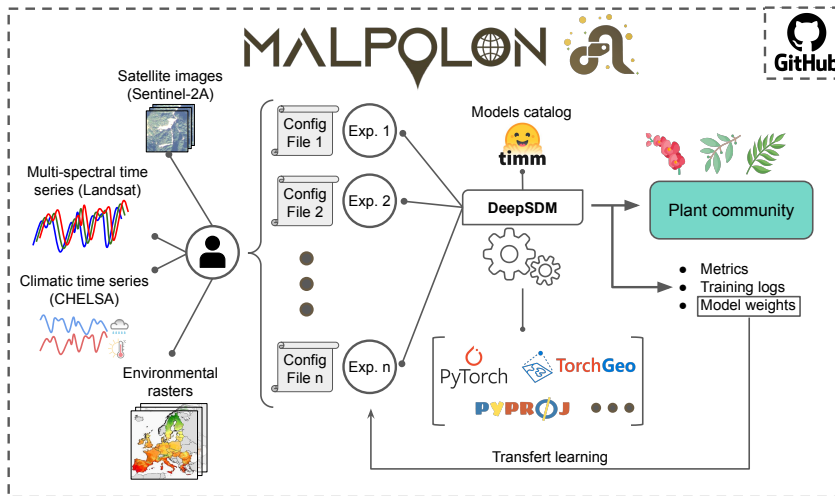 MALPOLON
GitHub
Satellite images
(Sentinel-2A)
Multi-spectral time
series (Landsat)
Climatic time series
(CHELSA)
Environmental
rasters
Config
File 1
Exp. 1
Config
File 2
Exp. 2
Config
File n
Exp. n
Models catalog
timm
DeepSDM
PyTorch
TorchGeo
PYPROJ
Plant community
Metrics
Training logs
Model weights
Transfert learning